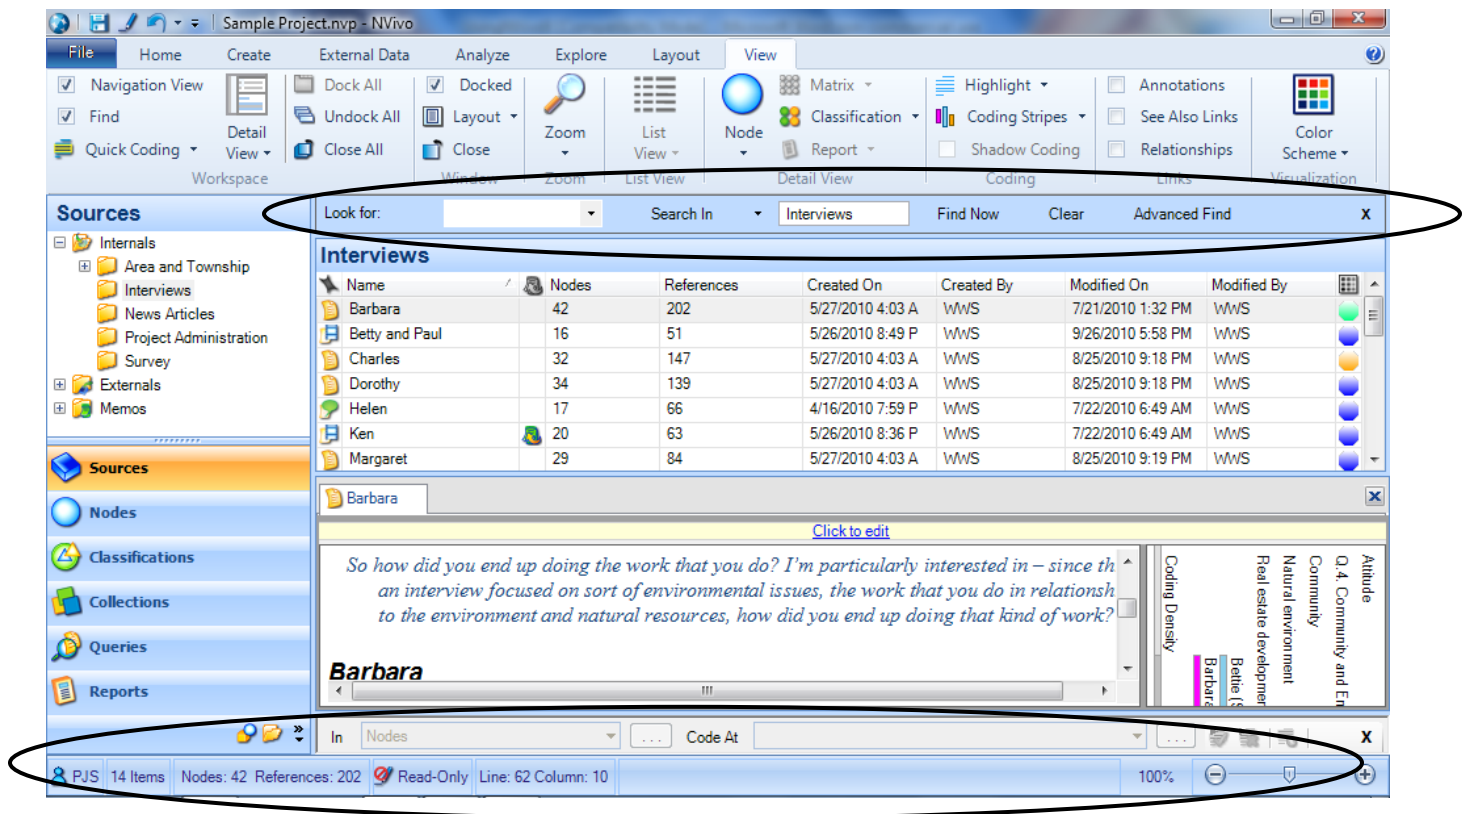 Sample Project.nvp - NVivo
File Home Create External Data Analyze Explore Layout View
Navigation View Dock All Docked Matrix Highlight Annotations
Find Undock All Layout Classification Coding Stripes See Also Links
Quick Coding Detail View Close All Close Zoom List View Node Report Shadow Coding Relationships Color Scheme
Workspace Window Zoom List View Detail View Coding Links Visualization
Sources
Look for: Search In Interviews Find Now Clear Advanced Find X
Internals
Area and Township
Interviews
News Articles
Project Administration
Survey
Externals
Memos
Interviews
Name Nodes References Created On Created By Modified On Modified By
Barbara 42 202 5/27/2010 4:03 A WWS 7/21/2010 1:32 PM WWS
Betty and Paul 16 51 5/26/2010 8:49 P WWS 9/26/2010 5:58 PM WWS
Charles 32 147 5/27/2010 4:03 A WWS 8/25/2010 9:18 PM WWS
Dorothy 34 139 5/27/2010 4:03 A WWS 8/25/2010 9:18 PM WWS
Helen 17 66 4/16/2010 7:59 P WWS 7/22/2010 6:49 AM WWS
Ken 20 63 5/26/2010 8:36 P WWS 7/22/2010 6:49 AM WWS
Margaret 29 84 5/27/2010 4:03 A WWS 8/25/2010 9:19 PM WWS
Sources
Nodes
Classifications
Collections
Queries
Reports
Barbara
Click to edit
So how did you end up doing the work that you do? I'm particularly interested in – since th
an interview focused on sort of environmental issues, the work that you do in relationsh
to the environment and natural resources, how did you end up doing that kind of work?
Barbara
Coding Density
Barbara
Bettie (S
Real estate developmen
Natural environment
Community
Q.4. Community and En
Attitude
In Nodes ... Code At ... X
PJS 14 Items Nodes: 42 References: 202 Read-Only Line: 62 Column: 10 100%